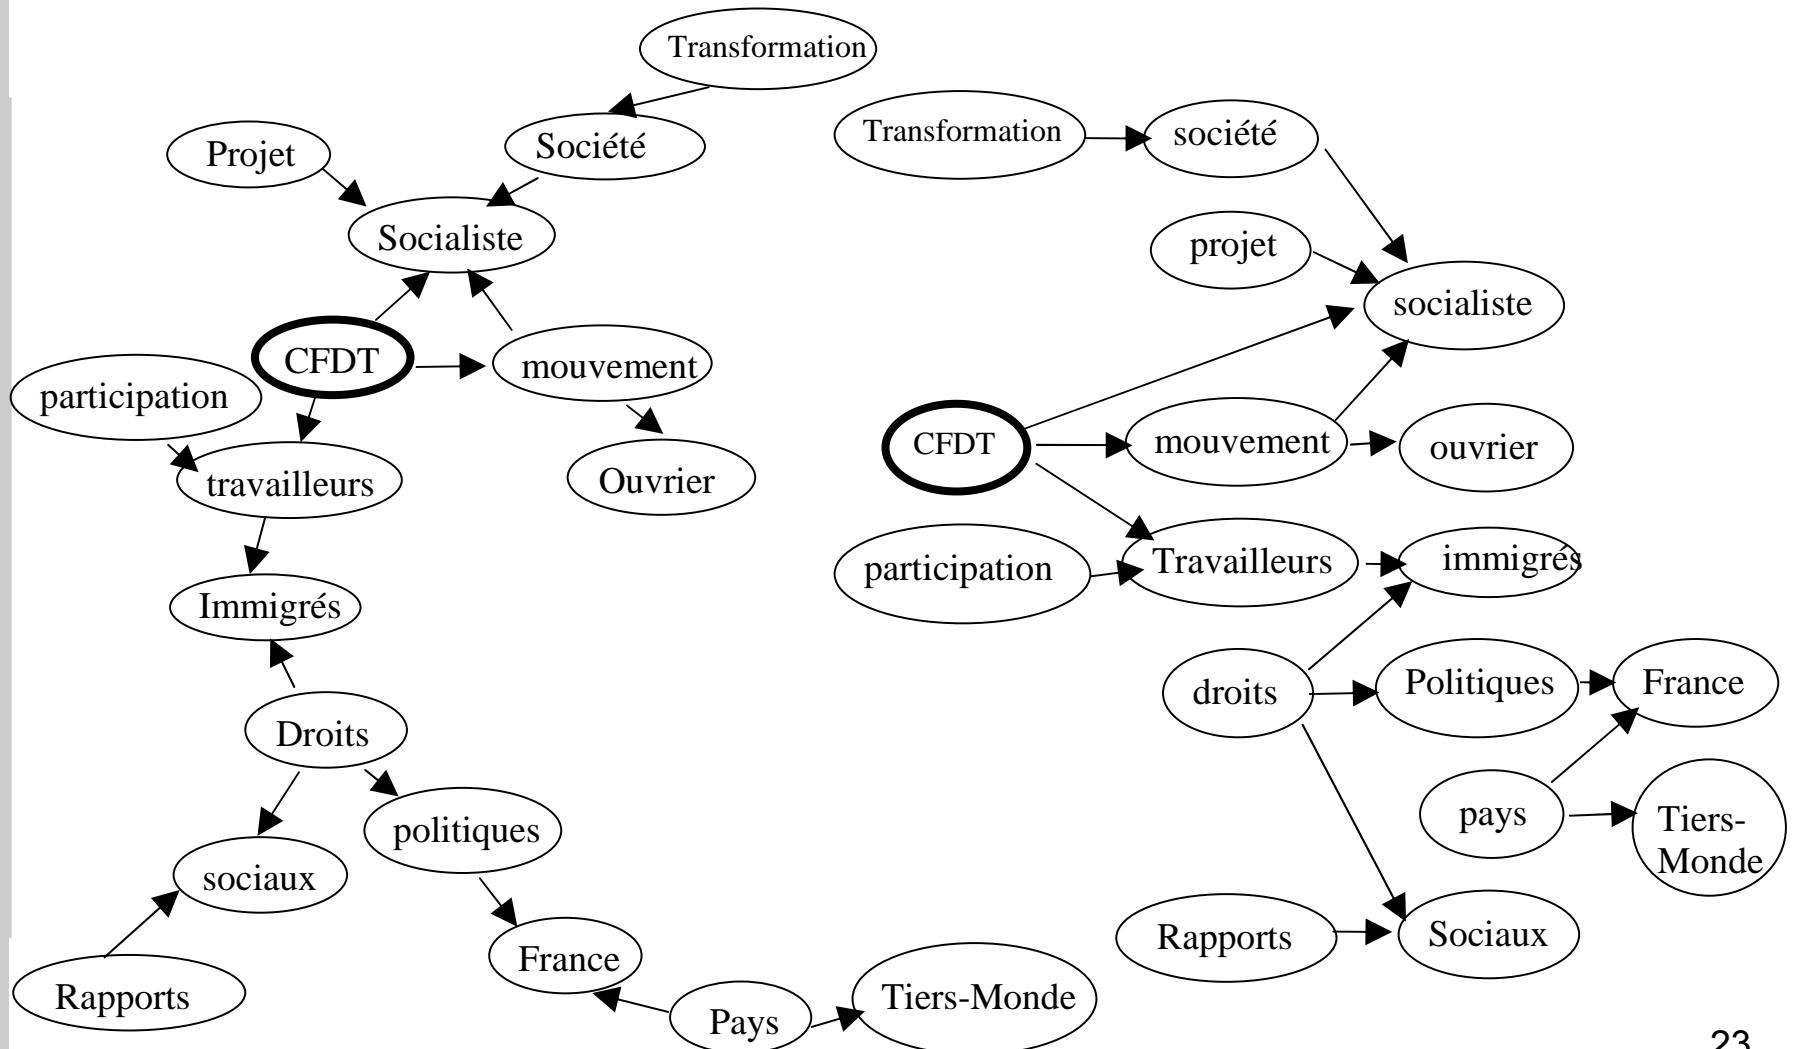 Transformation
Société
Projet
Socialiste
CFDT
mouvement
participation
travailleurs
Ouvrier
Immigrés
Droits
politiques
sociaux
France
Rapports
Pays
Tiers-Monde
Transformation
société
projet
socialiste
CFDT
mouvement
ouvrier
participation
Travailleurs
immigrés
droits
Politiques
France
pays
Tiers-
Monde
Rapports
Sociaux
23